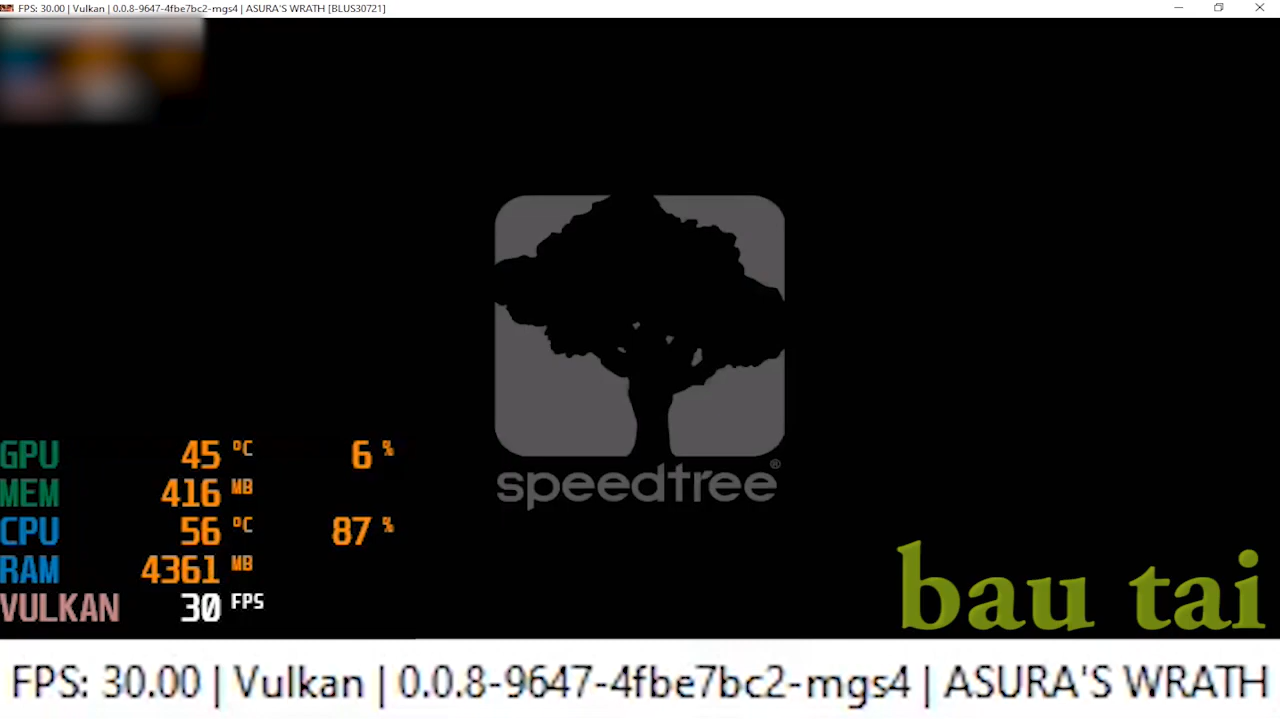 FPS: 30.00 | Vulkan | 0.0.8-9647-4fbe7bc2-mgs4 | ASURA'S WRATH [BLUS30721]
speedtree®
GPU 45 °C 6 %
MEM 416 MB
CPU 56 °C 87 %
RAM 4361 MB
VULKAN 30 FPS
bau tai
FPS: 30.00 | Vulkan | 0.0.8-9647-4fbe7bc2-mgs4 | ASURA'S WRATH